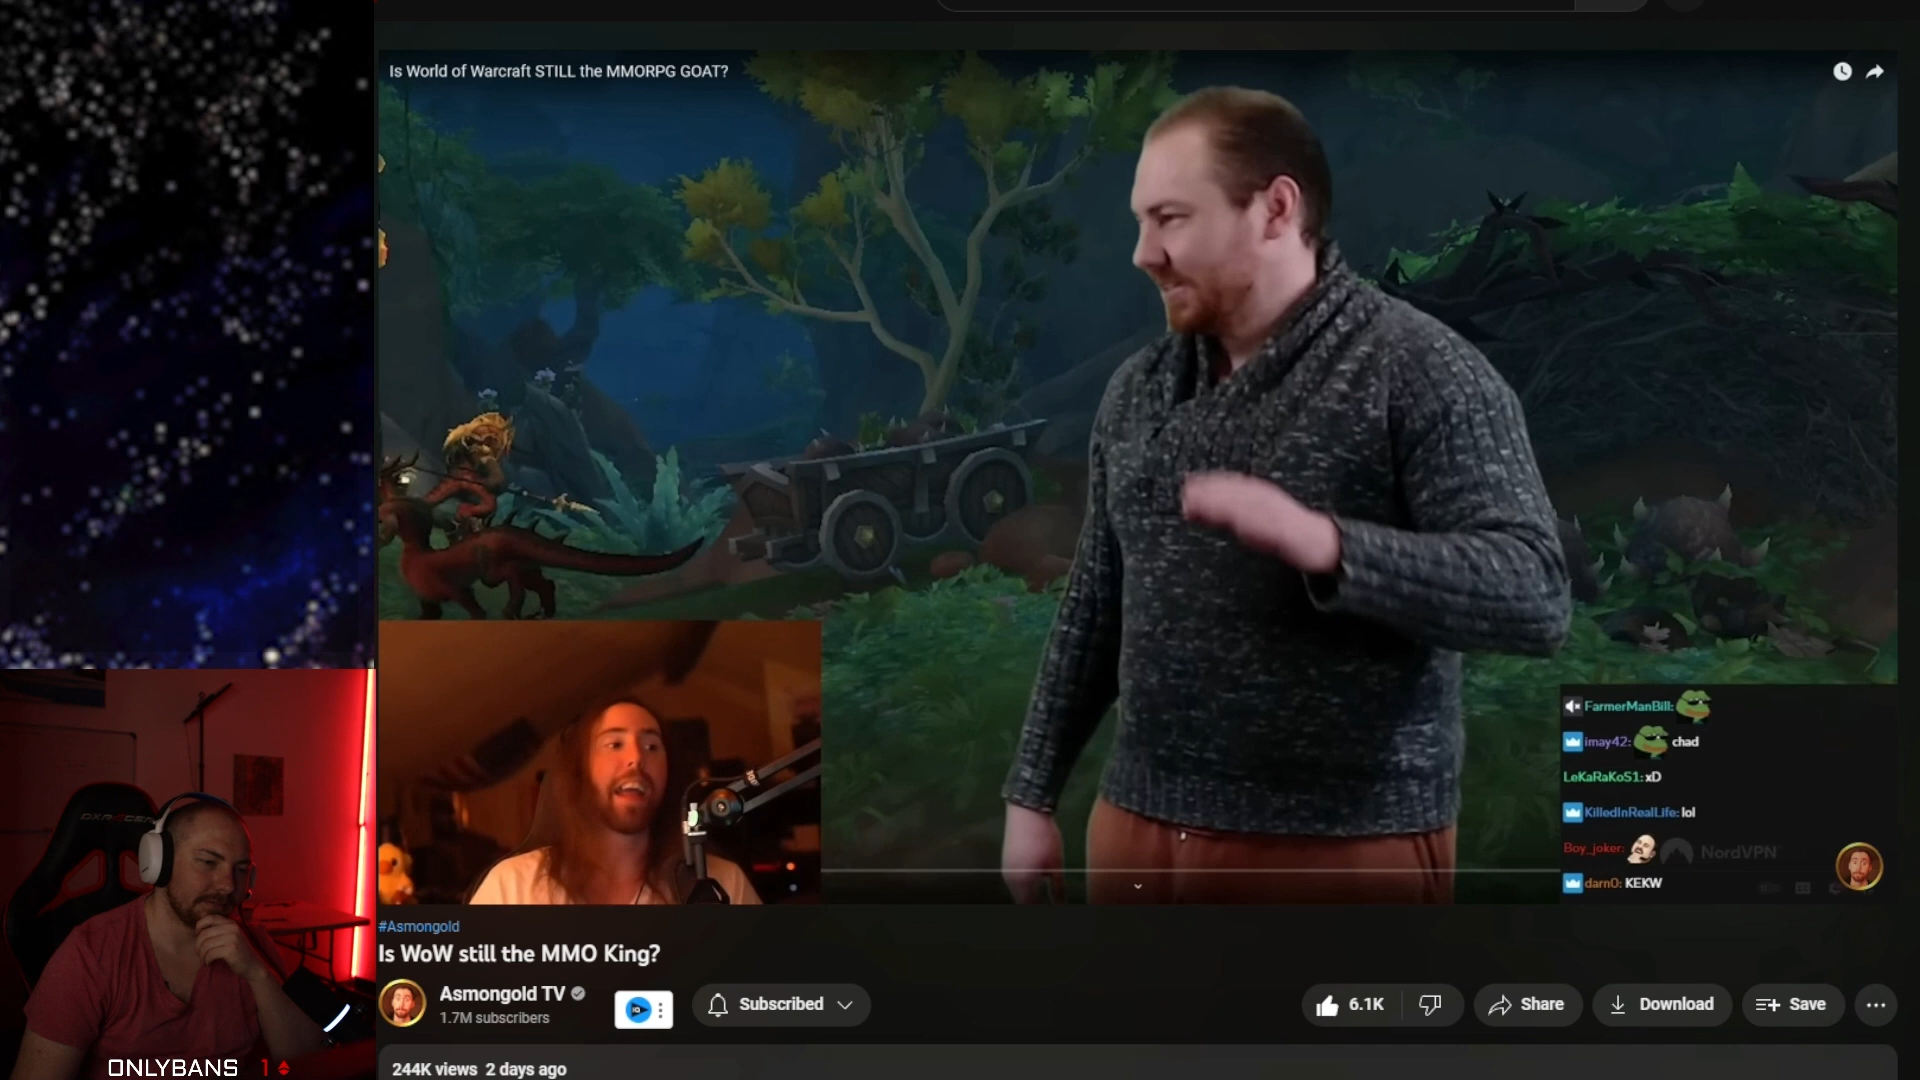 Is World of Warcraft STILL the MMORPG GOAT?
FarmerManBill:
imay42: chad
LeKaRaKoS1: xD
KilledInRealLife: lol
Boy_joker:
NordVPN
darn0: KEKW
#Asmongold
Is WoW still the MMO King?
Asmongold TV
1.7M subscribers
Subscribed
6.1K
Share
Download
Save
244K views 2 days ago
ONLYBANS 1